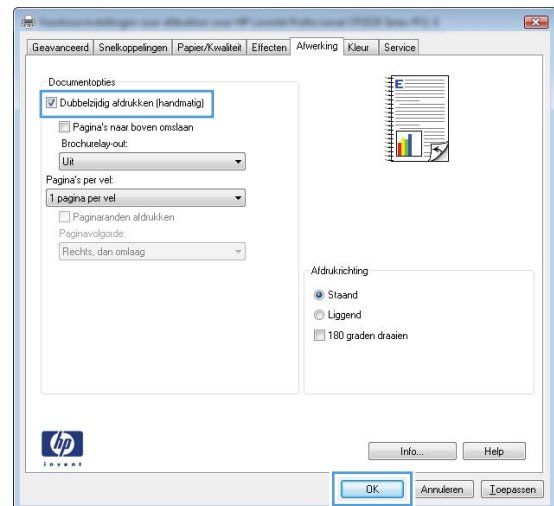 Geavanceerd Snelkoppelingen Papier/Kwaliteit Effecten Afwerking Kleur Service
Documentopties
Dubbelzijdig afdrukken (handmatig)
Pagina's naar boven omslaan
Brochurelay-out:
Uit
Pagina's per vel:
1 pagina per vel
Paginaranden afdrukken
Paginavolgorde:
Rechts, dan omlaag
E
Afdrukrichting
Staand
Liggend
180 graden draaien
hp
invent
Info... Help
OK Annuleren Toepassen